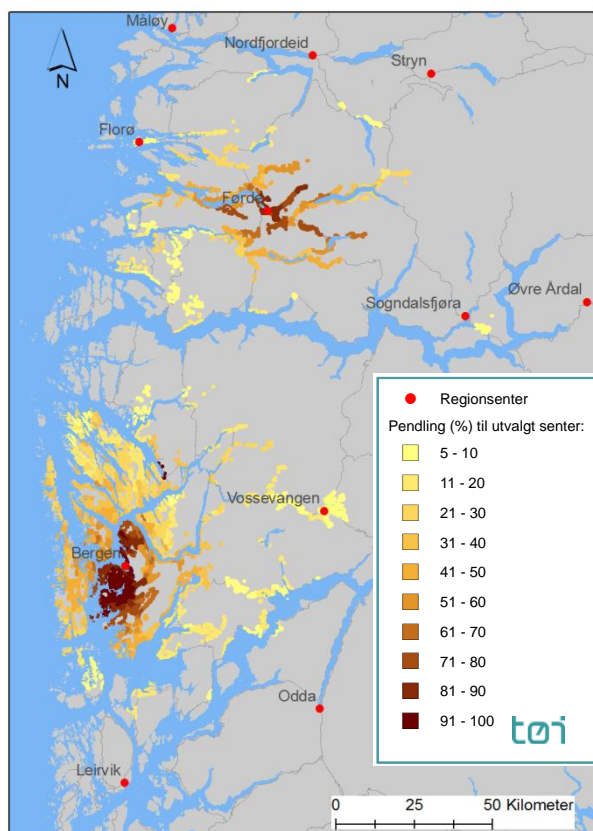 Måløy
Nordfjordeid
Stryn
N
Florø
Førde
Sogndalsfjøra
Øvre Årdal
Regionsenter
Pendling (%) til utvalgt senter:
5 - 10
11 - 20
21 - 30
31 - 40
41 - 50
51 - 60
61 - 70
71 - 80
81 - 90
91 - 100
tøi
Vossevangen
Bergen
Odda
Leirvik
0 25 50 Kilometer